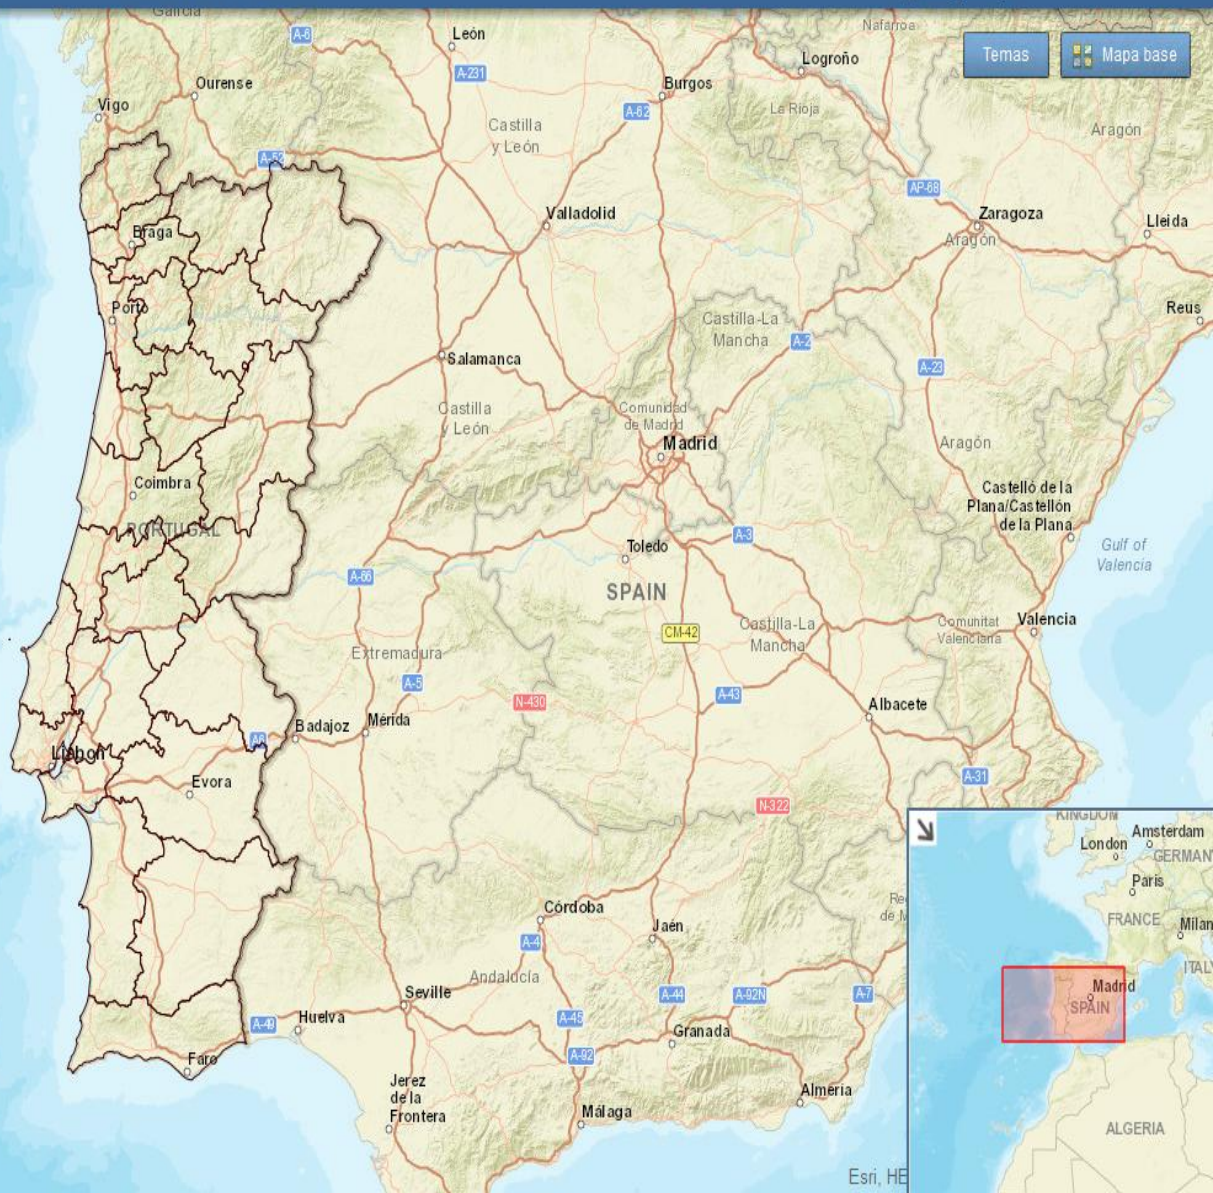 Galicia
A-6
León
Nafarroa
Temas
Mapa base
Logroño
A-231
Ourense
Burgos
Vigo
A-62
La Rioja
Castilla
y León
Aragón
A-52
AP-68
Valladolid
Zaragoza
Lleida
Braga
Aragón
Porto
Castilla-La
Mancha
Reus
A-2
Salamanca
A-23
Castilla
y León
Comunidad
de Madrid
Madrid
Aragón
Coimbra
Castelló de la
Plana/Castellón
de la Plana
PORTUGAL
A-3
Toledo
Gulf of
Valencia
A-66
SPAIN
CM-42
Castilla-La
Mancha
Comunitat
Valenciana
Valencia
Extremadura
A-5
N-430
A-43
Albacete
Badajoz
Mérida
A6
Lisbon
Evora
A-31
N-322
KINGDOM
Amsterdam
London
GERMANY
Paris
FRANCE
Milan
ITALY
Madrid
SPAIN
ALGERIA
Re
de M
Córdoba
Jaén
A-4
Andalucía
Seville
A-44
A-92N
A-7
A-49
Huelva
A-45
Granada
A-92
Faro
Jerez
de la
Frontera
Almería
Málaga
Esri, HE